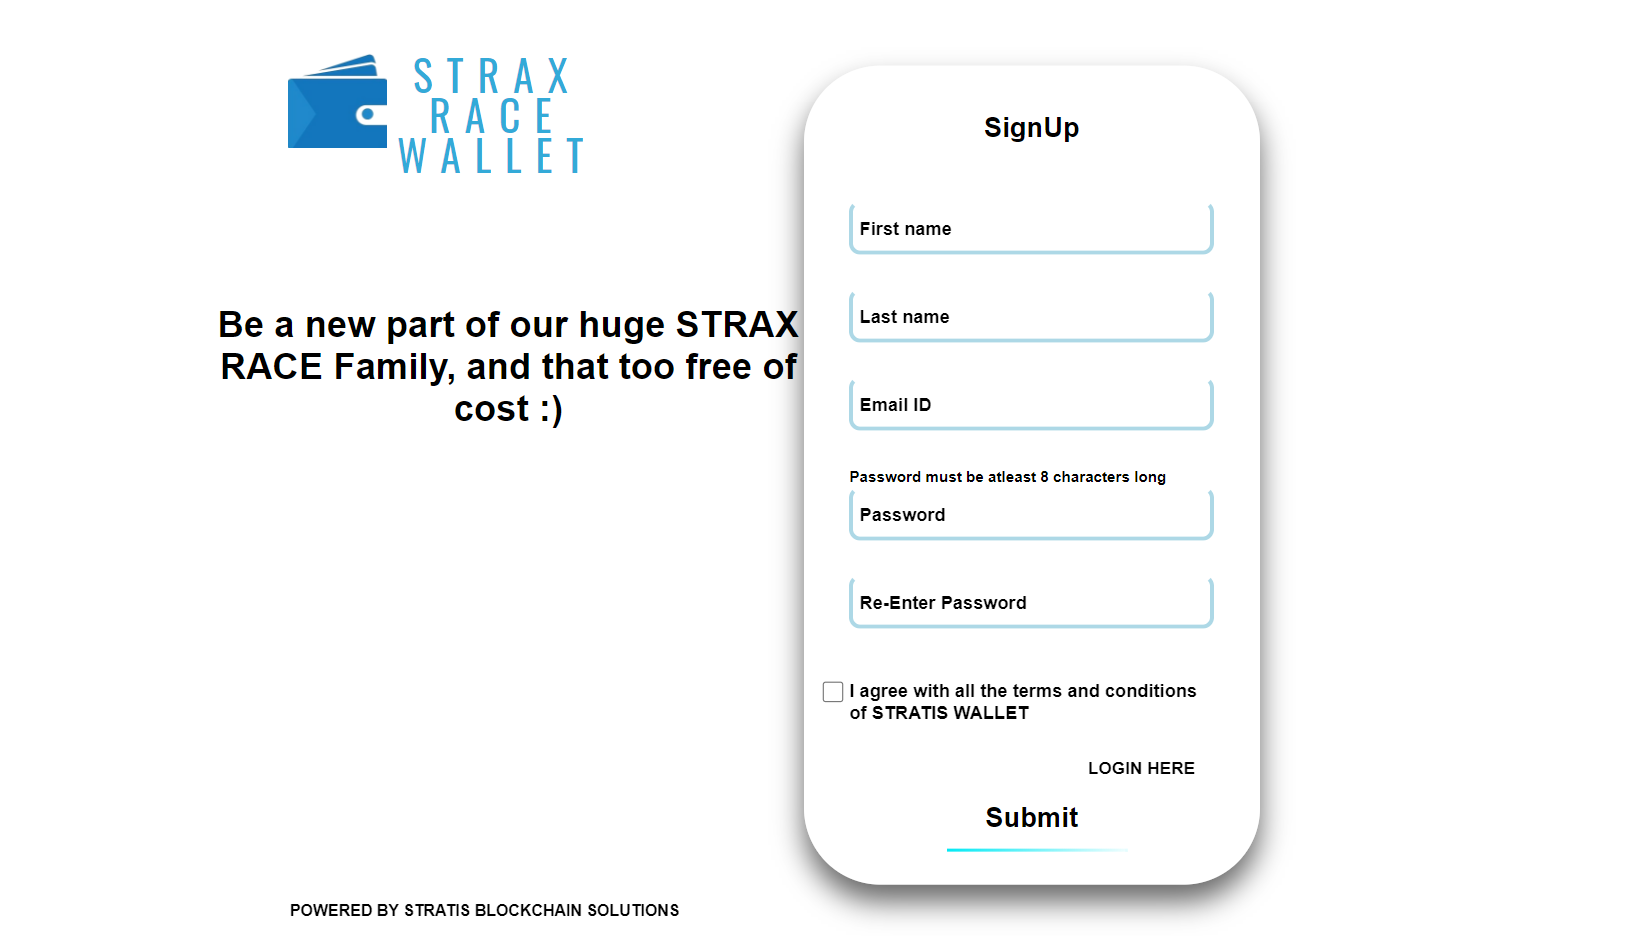 STRAX
RACE
WALLET
Be a new part of our huge STRAX
RACE Family, and that too free of
cost :)
SignUp
First name
Last name
Email ID
Password must be atleast 8 characters long
Password
Re-Enter Password
I agree with all the terms and conditions
of STRATIS WALLET
LOGIN HERE
Submit
POWERED BY STRATIS BLOCKCHAIN SOLUTIONS